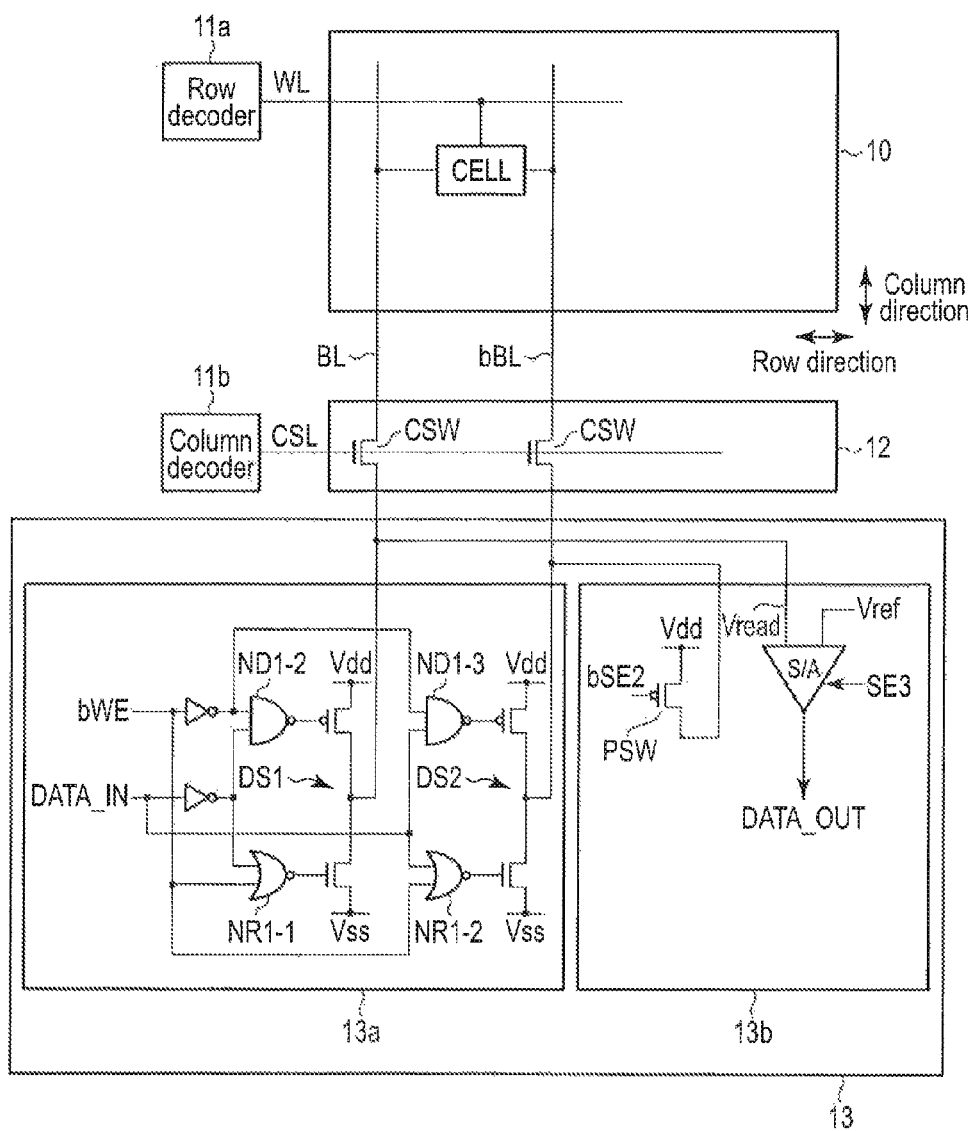 11a
Row
decoder
WL
CELL
10
Column
direction
Row direction
BL
bBL
11b
Column
decoder
CSL
CSW
CSW
12
Vref
Vread
Vdd
S/A
bSE2
SE3
PSW
DATA_OUT
ND1-2
Vdd
ND1-3
Vdd
bWE
DS1
DS2
DATA_IN
NR1-1
Vss
NR1-2
Vss
13a
13b
13